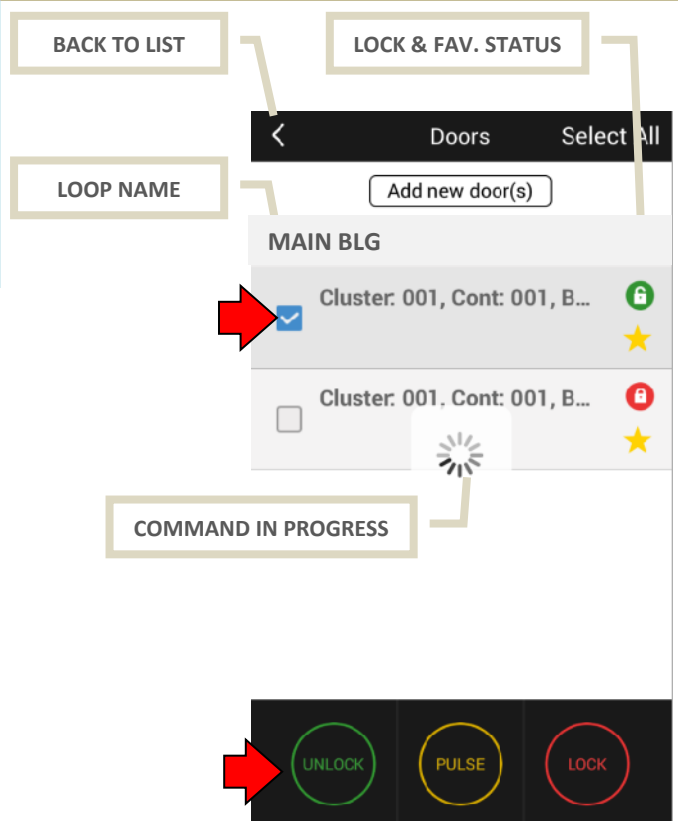 BACK TO LIST
LOCK & FAV. STATUS
Doors
Select All
LOOP NAME
Add new door(s)
MAIN BLG
Cluster: 001, Cont: 001, B...
Cluster: 001, Cont: 001, B...
COMMAND IN PROGRESS
UNLOCK
PULSE
LOCK